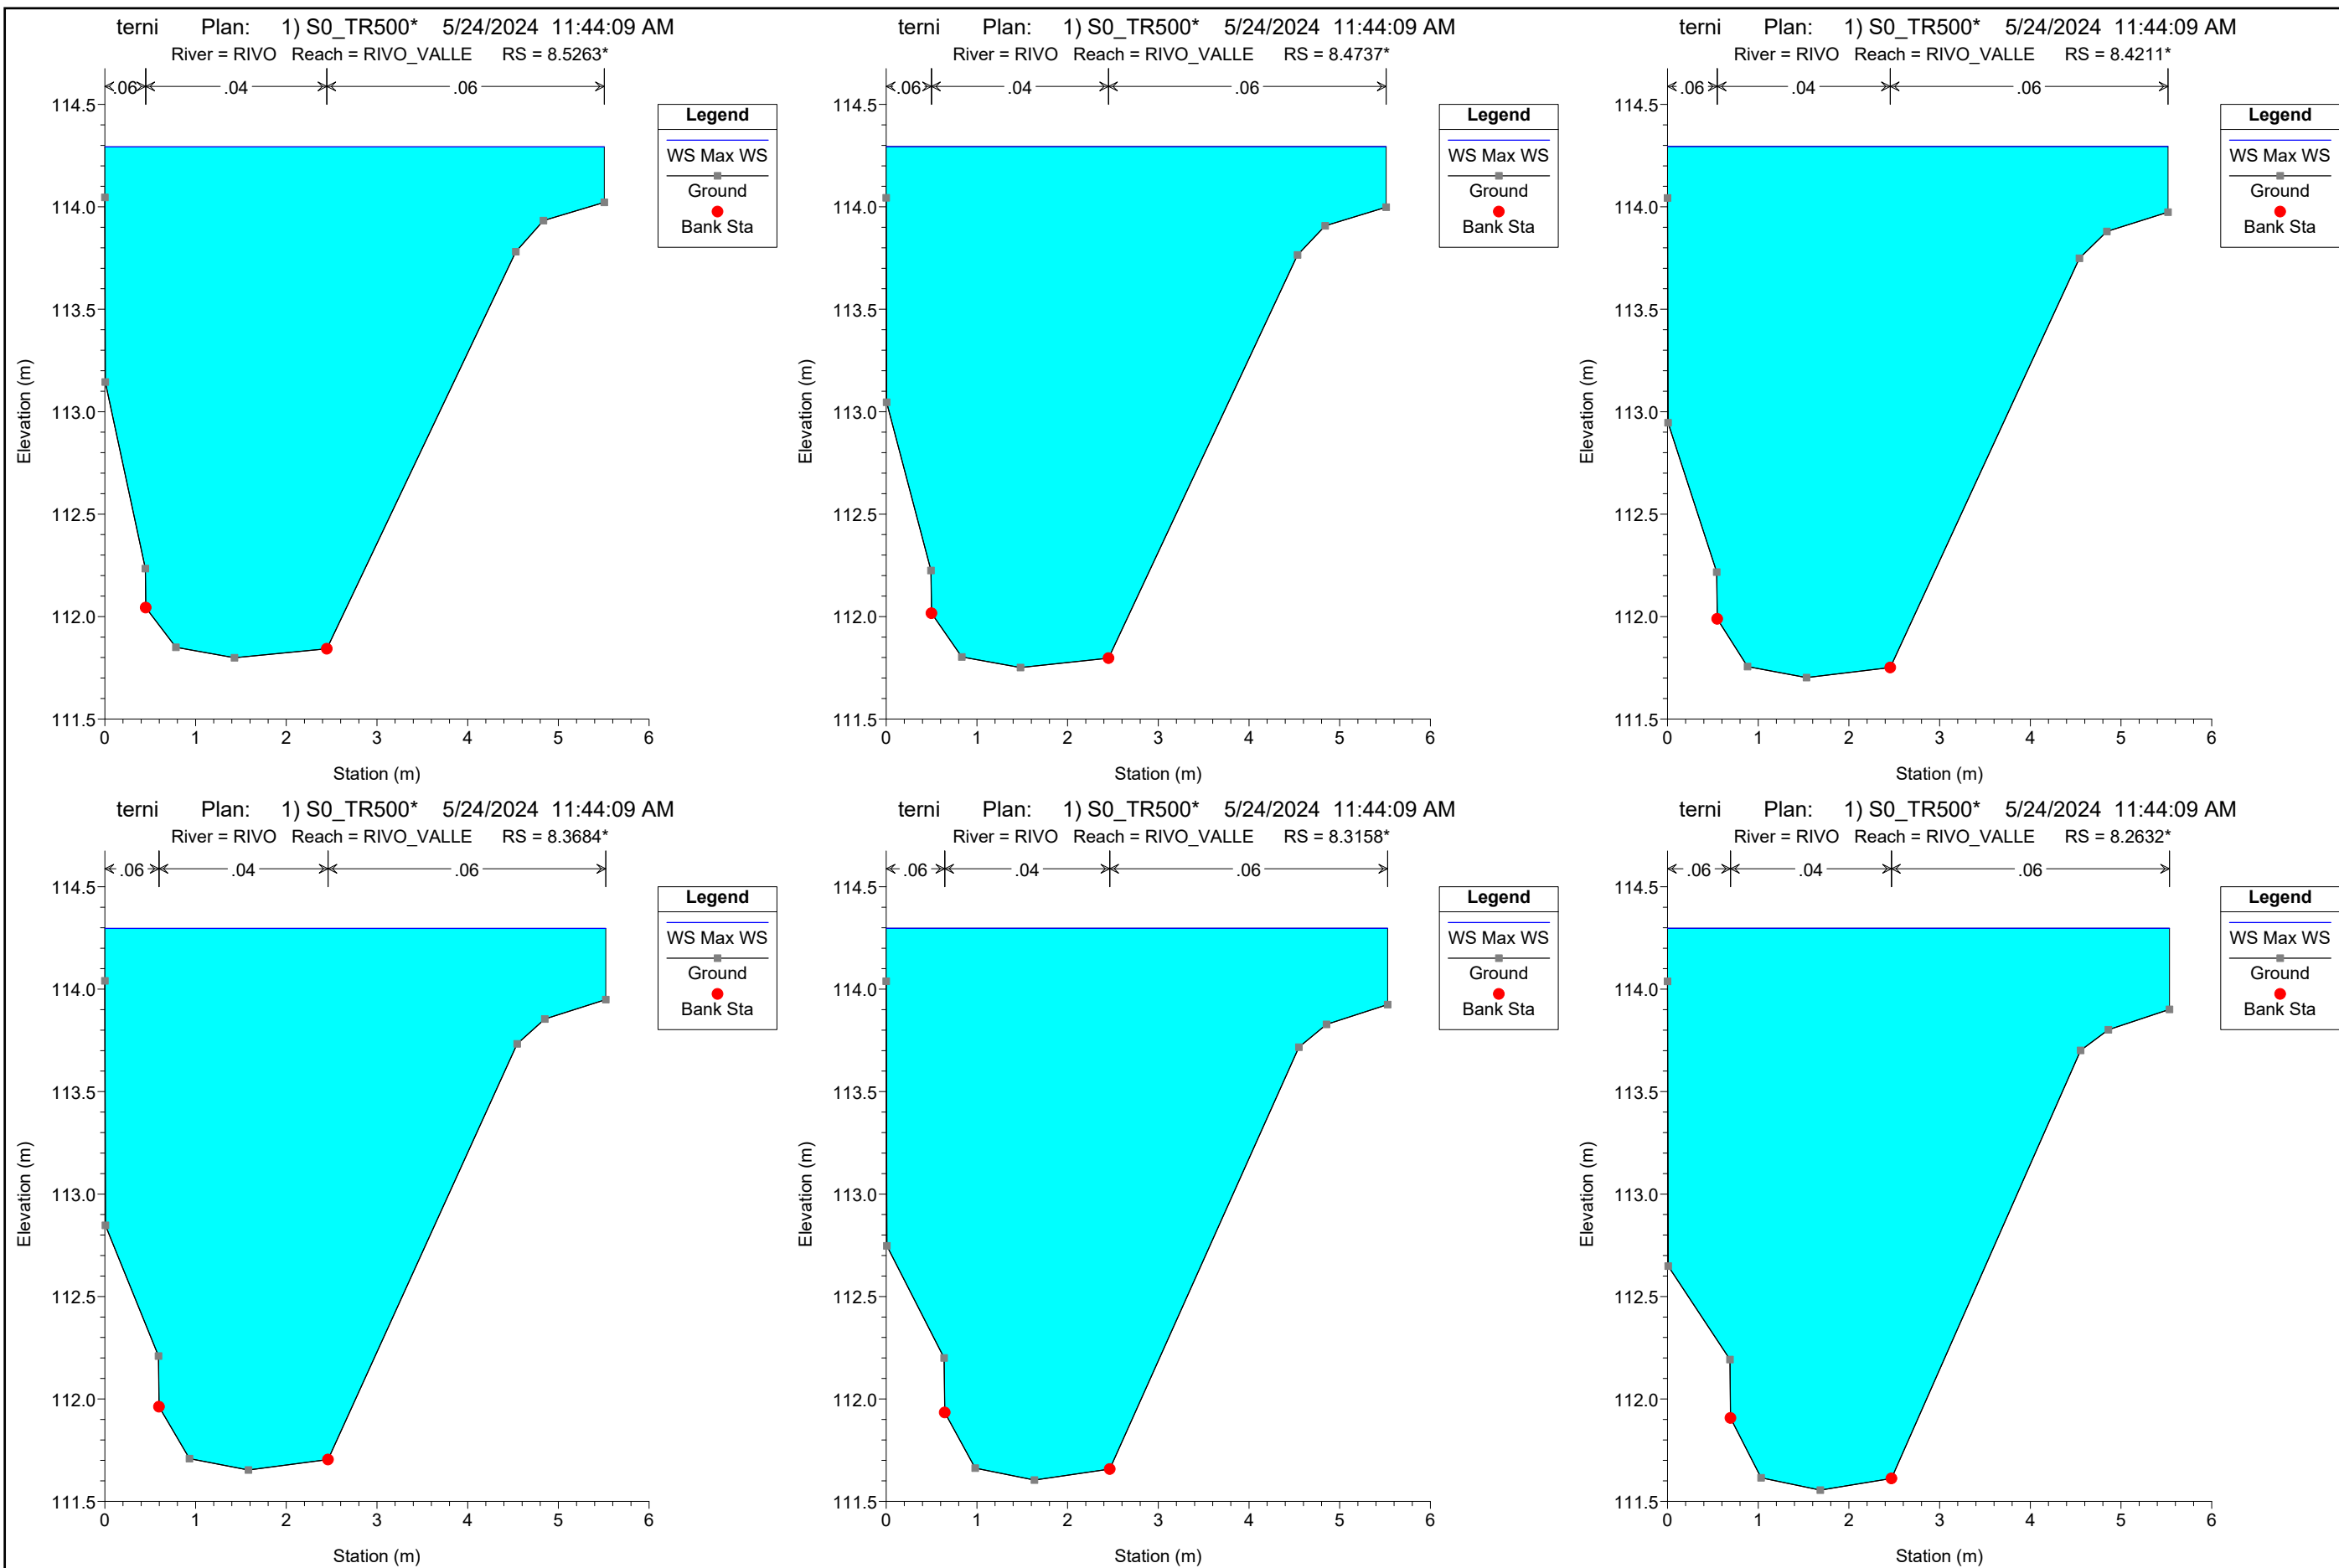 terni Plan: 1) S0_TR500* 5/24/2024 11:44:09 AM
River = RIVO Reach = RIVO_VALLE RS = 8.5263*
.06 .04 .06
114.5
114.0
113.5
113.0
112.5
112.0
111.5
Elevation (m)
0 1 2 3 4 5 6
Station (m)
Legend
WS Max WS
Ground
Bank Sta
terni Plan: 1) S0_TR500* 5/24/2024 11:44:09 AM
River = RIVO Reach = RIVO_VALLE RS = 8.4737*
.06 .04 .06
114.5
114.0
113.5
113.0
112.5
112.0
111.5
Elevation (m)
0 1 2 3 4 5 6
Station (m)
Legend
WS Max WS
Ground
Bank Sta
terni Plan: 1) S0_TR500* 5/24/2024 11:44:09 AM
River = RIVO Reach = RIVO_VALLE RS = 8.4211*
.06 .04 .06
114.5
114.0
113.5
113.0
112.5
112.0
111.5
Elevation (m)
0 1 2 3 4 5 6
Station (m)
Legend
WS Max WS
Ground
Bank Sta
terni Plan: 1) S0_TR500* 5/24/2024 11:44:09 AM
River = RIVO Reach = RIVO_VALLE RS = 8.3684*
.06 .04 .06
114.5
114.0
113.5
113.0
112.5
112.0
111.5
Elevation (m)
0 1 2 3 4 5 6
Station (m)
Legend
WS Max WS
Ground
Bank Sta
terni Plan: 1) S0_TR500* 5/24/2024 11:44:09 AM
River = RIVO Reach = RIVO_VALLE RS = 8.3158*
.06 .04 .06
114.5
114.0
113.5
113.0
112.5
112.0
111.5
Elevation (m)
0 1 2 3 4 5 6
Station (m)
Legend
WS Max WS
Ground
Bank Sta
terni Plan: 1) S0_TR500* 5/24/2024 11:44:09 AM
River = RIVO Reach = RIVO_VALLE RS = 8.2632*
.06 .04 .06
114.5
114.0
113.5
113.0
112.5
112.0
111.5
Elevation (m)
0 1 2 3 4 5 6
Station (m)
Legend
WS Max WS
Ground
Bank Sta